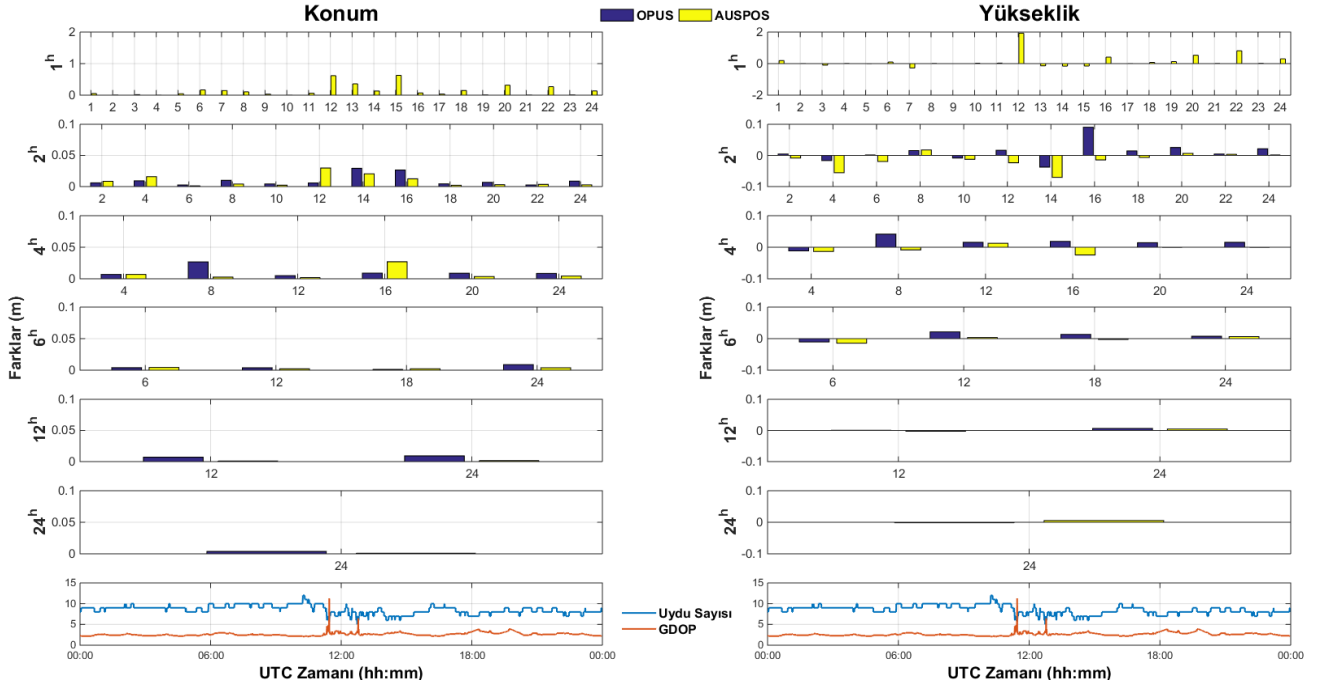 Konum
OPUS AUSPOS
Yükseklik
2
1
0
1h
1 2 3 4 5 6 7 8 9 10 11 12 13 14 15 16 17 18 19 20 21 22 23 24
2
0
-2
1h
1 2 3 4 5 6 7 8 9 10 11 12 13 14 15 16 17 18 19 20 21 22 23 24
0.1
0.05
0
2h
2 4 6 8 10 12 14 16 18 20 22 24
0.1
0
-0.1
2h
2 4 6 8 10 12 14 16 18 20 22 24
0.1
0.05
0
4h
4 8 12 16 20 24
0.1
0
-0.1
4h
4 8 12 16 20 24
Farklar (m)
0.1
0.05
0
6h
6 12 18 24
Farklar (m)
0.1
0
-0.1
6h
6 12 18 24
0.1
0.05
0
12h
12 24
0.1
0
-0.1
12h
12 24
0.1
0.05
0
24h
24
0.1
0
-0.1
24h
24
15
10
5
0
00:00 06:00 12:00 18:00 00:00
UTC Zamanı (hh:mm)
Uydu Sayısı
GDOP
15
10
5
0
00:00 06:00 12:00 18:00 00:00
UTC Zamanı (hh:mm)